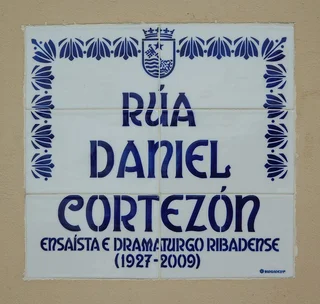 RÚA
DANIEL
CORTEZÓN
ENSAÍSTA E DRAMATURGO RIBADENSE
(1927-2009)